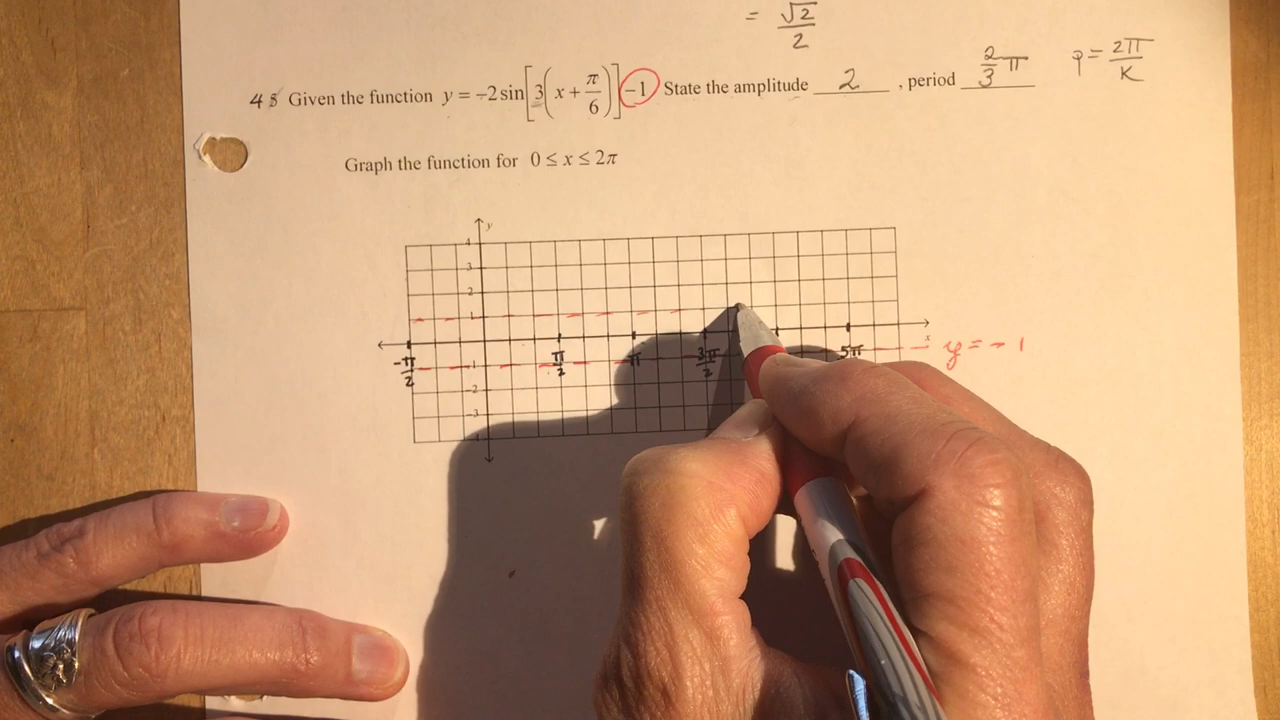 = √2/2
48 Given the function y = -2 sin[3(x + π/6)] -1 State the amplitude 2 , period 2/3 π P = 2π/K
Graph the function for 0 ≤ x ≤ 2π
y
4
3
2
1
x
-π/2 π/2 π 3π/2 5π y = -1
-1
-2
-3